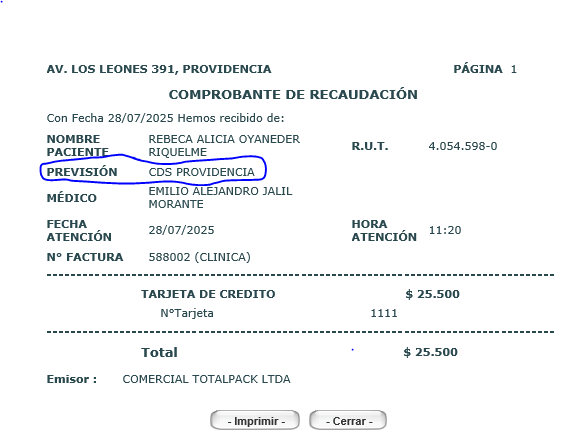 AV. LOS LEONES 391, PROVIDENCIA PÁGINA 1
COMPROBANTE DE RECAUDACIÓN
Con Fecha 28/07/2025 Hemos recibido de:
NOMBRE PACIENTE REBECA ALICIA OYANEDER RIQUELME R.U.T. 4.054.598-0
PREVISIÓN CDS PROVIDENCIA
MÉDICO EMILIO ALEJANDRO JALIL MORANTE
FECHA ATENCIÓN 28/07/2025 HORA ATENCIÓN 11:20
N° FACTURA 588002 (CLINICA)
TARJETA DE CREDITO $ 25.500
N°Tarjeta 1111
Total $ 25.500
Emisor : COMERCIAL TOTALPACK LTDA
- Imprimir - - Cerrar -